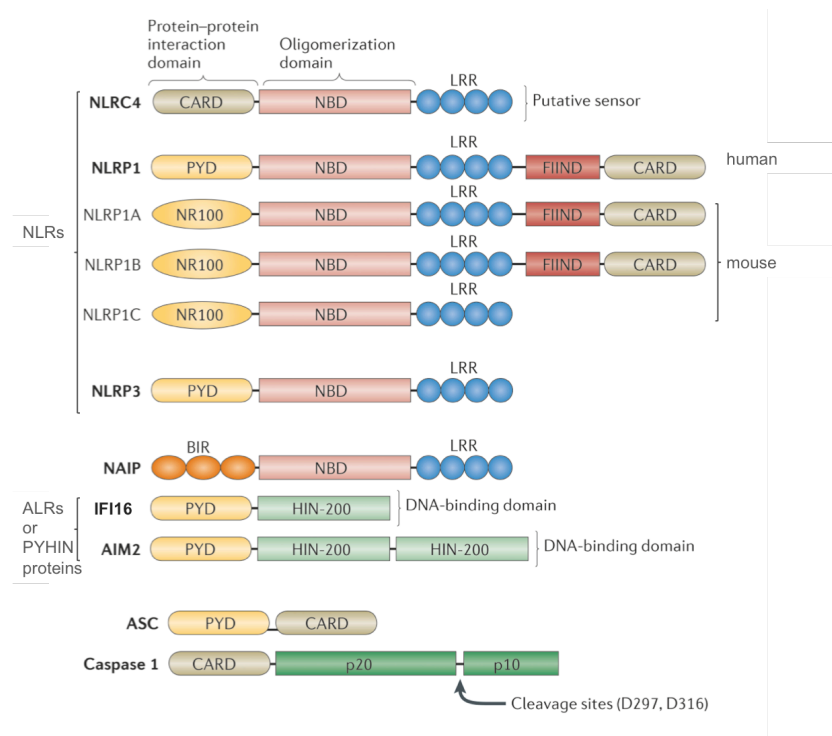 Protein–protein
interaction
domain
Oligomerization
domain
LRR
NLRC4 CARD NBD Putative sensor
LRR
NLRP1 PYD NBD FIIND CARD human
LRR
NLRP1A NR100 NBD FIIND CARD
NLRs
LRR
NLRP1B NR100 NBD FIIND CARD mouse
LRR
NLRP1C NR100 NBD
LRR
NLRP3 PYD NBD
BIR LRR
NAIP NBD
ALRs
or
PYHIN
proteins
IFI16 PYD HIN-200 DNA-binding domain
AIM2 PYD HIN-200 HIN-200 DNA-binding domain
ASC PYD CARD
Caspase 1 CARD p20 p10
Cleavage sites (D297, D316)